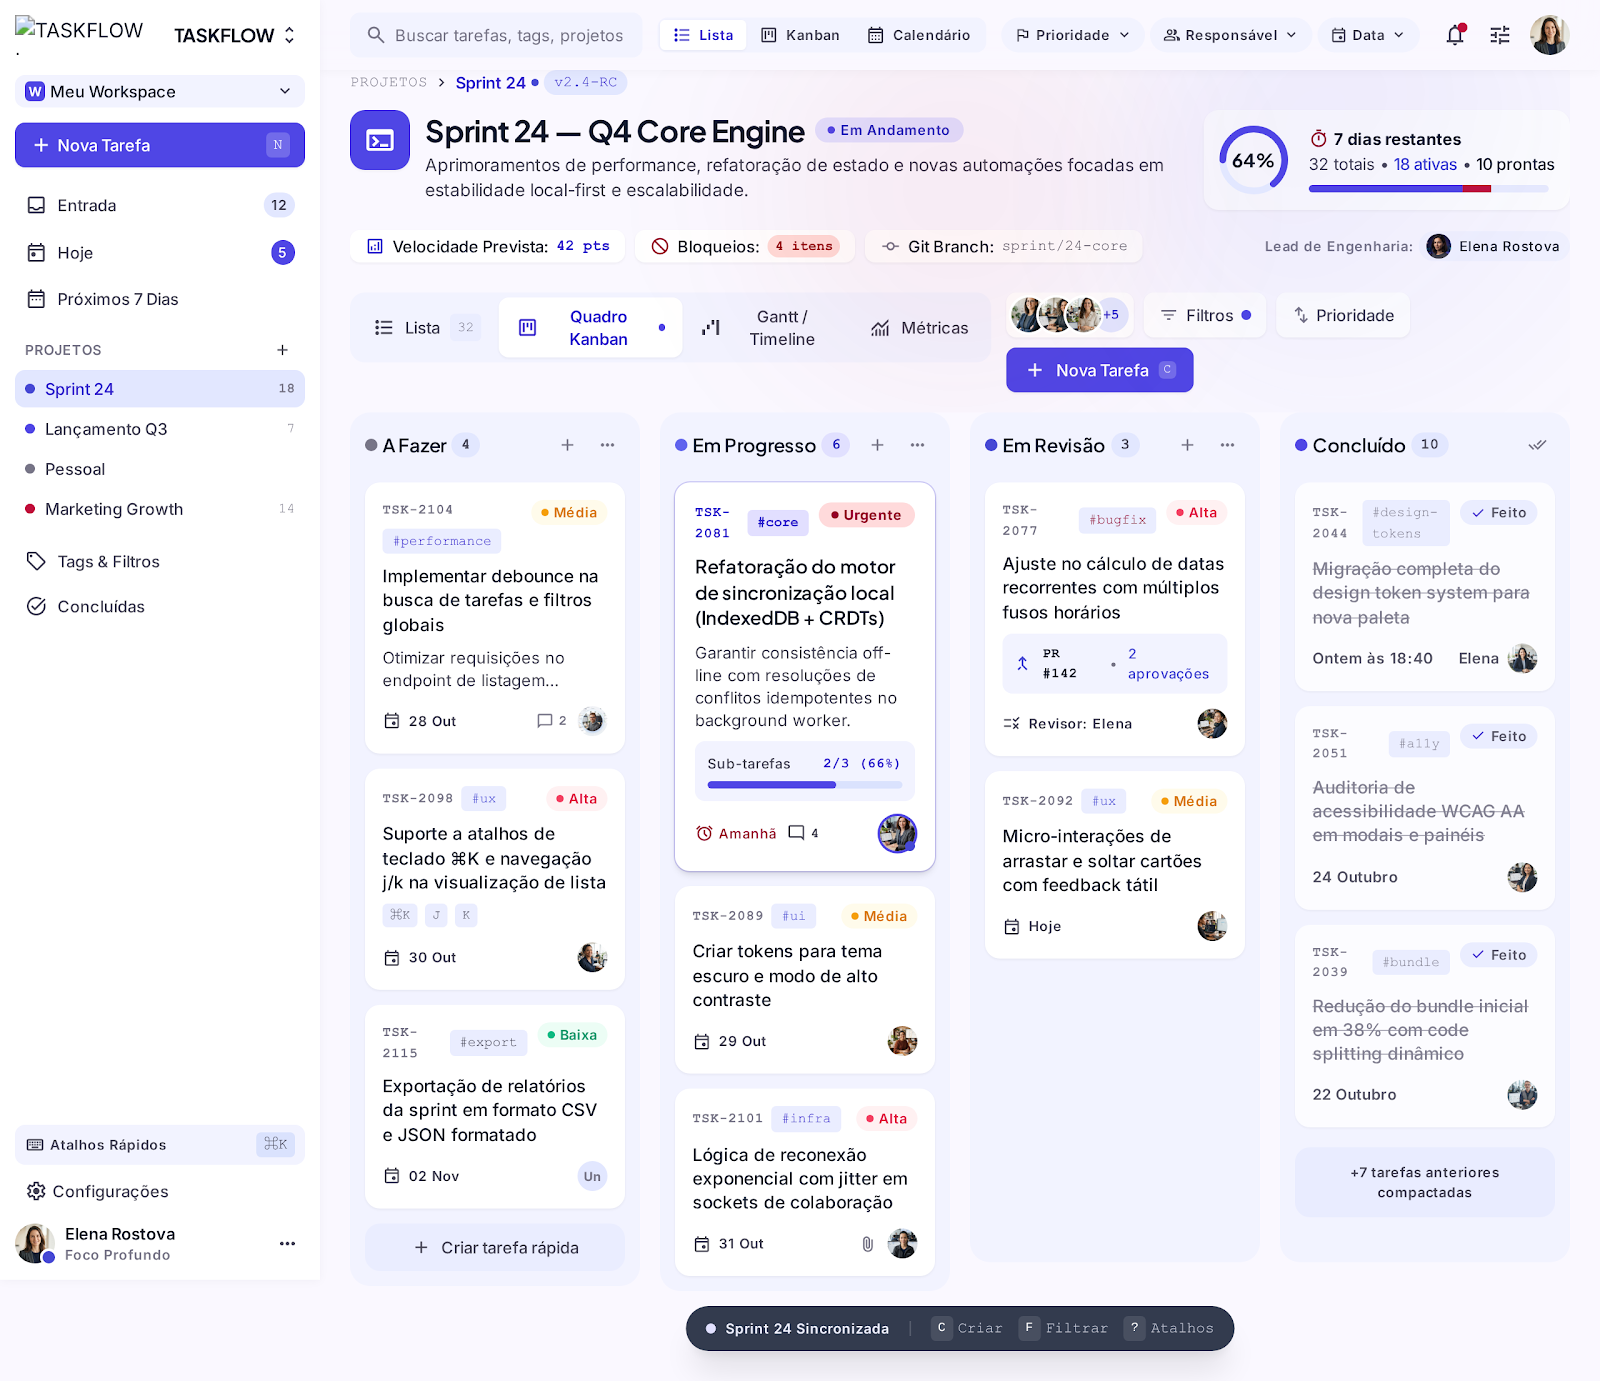 TASKFLOW
.
TASKFLOW
W Meu Workspace
Nova Tarefa N
Entrada 12
Hoje 5
Próximos 7 Dias
PROJETOS
Sprint 24 18
Lançamento Q3 7
Pessoal
Marketing Growth 14
Tags & Filtros
Concluídas
Atalhos Rápidos ⌘K
Configurações
Elena Rostova
Foco Profundo
Buscar tarefas, tags, projetos
Lista Kanban Calendário
Prioridade Responsável Data
PROJETOS Sprint 24 v2.4-RC
Sprint 24 — Q4 Core Engine Em Andamento
Aprimoramentos de performance, refatoração de estado e novas automações focadas em
estabilidade local-first e escalabilidade.
64%
7 dias restantes
32 totais • 18 ativas • 10 prontas
Velocidade Prevista: 42 pts
Bloqueios: 4 itens
Git Branch: sprint/24-core
Lead de Engenharia: Elena Rostova
Lista 32
Quadro
Kanban
Gantt /
Timeline
Métricas
+5
Filtros
Prioridade
Nova Tarefa C
A Fazer 4
TSK-2104 Média
#performance
Implementar debounce na
busca de tarefas e filtros
globais
Otimizar requisições no
endpoint de listagem...
28 Out 2
TSK-2098 #ux Alta
Suporte a atalhos de
teclado ⌘K e navegação
j/k na visualização de lista
⌘K J K
30 Out
TSK-
2115
#export Baixa
Exportação de relatórios
da sprint em formato CSV
e JSON formatado
02 Nov Un
Criar tarefa rápida
Em Progresso 6
TSK-
2081
#core Urgente
Refatoração do motor
de sincronização local
(IndexedDB + CRDTs)
Garantir consistência off-
line com resoluções de
conflitos idempotentes no
background worker.
Sub-tarefas 2/3 (66%)
Amanhã 4
TSK-2089 #ui Média
Criar tokens para tema
escuro e modo de alto
contraste
29 Out
TSK-2101 #infra Alta
Lógica de reconexão
exponencial com jitter em
sockets de colaboração
31 Out
Em Revisão 3
TSK-
2077
#bugfix Alta
Ajuste no cálculo de datas
recorrentes com múltiplos
fusos horários
PR
#142
• 2
aprovações
Revisor: Elena
TSK-2092 #ux Média
Micro-interações de
arrastar e soltar cartões
com feedback tátil
Hoje
Concluído 10
TSK-
2044
#design-
tokens
Feito
Migração completa do
design token system para
nova paleta
Ontem às 18:40 Elena
TSK-
2051
#a11y Feito
Auditoria de
acessibilidade WCAG AA
em modais e painéis
24 Outubro
TSK-
2039
#bundle Feito
Redução do bundle inicial
em 38% com code
splitting dinâmico
22 Outubro
+7 tarefas anteriores
compactadas
Sprint 24 Sincronizada | C Criar F Filtrar ? Atalhos